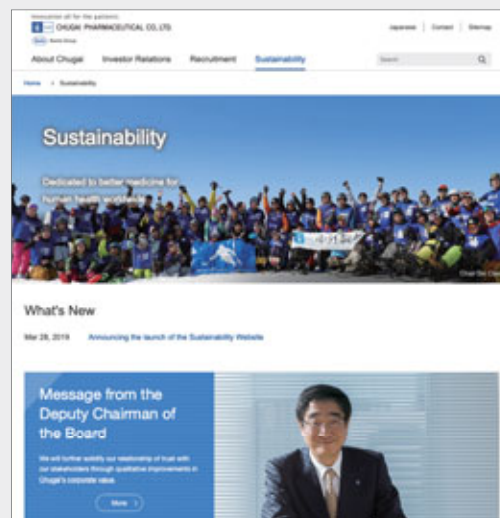 Innovation all for the patients
CHUGAI PHARMACEUTICAL CO., LTD.
Roche Roche Group
Japanese | Contact | Sitemap
About Chugai Investor Relations Recruitment Sustainability
Search
Home > Sustainability
Sustainability
Dedicated to better medicine for
human health worldwide
What's New
Mar 28, 2019 Announcing the launch of the Sustainability Website
Message from the
Deputy Chairman of
the Board
We will further solidify our relationship of trust with
our stakeholders through qualitative improvements in
Chugai's corporate value.
More